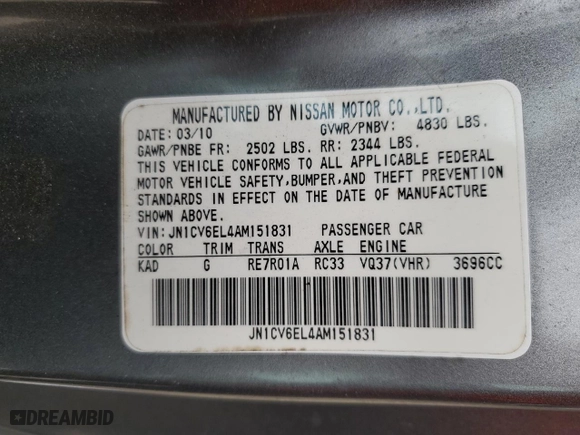 MANUFACTURED BY NISSAN MOTOR CO.,LTD.
DATE: 03/10 GVWR/PNBV: 4830 LBS.
GAWR/PNBE FR: 2502 LBS. RR: 2344 LBS.
THIS VEHICLE CONFORMS TO ALL APPLICABLE FEDERAL
MOTOR VEHICLE SAFETY,BUMPER,AND THEFT PREVENTION
STANDARDS IN EFFECT ON THE DATE OF MANUFACTURE
SHOWN ABOVE.
VIN:JN1CV6EL4AM151831 PASSENGER CAR
COLOR TRIM TRANS AXLE ENGINE
KAD G RE7R01A RC33 VQ37(VHR) 3696CC
JN1CV6EL4AM151831
DREAMBID